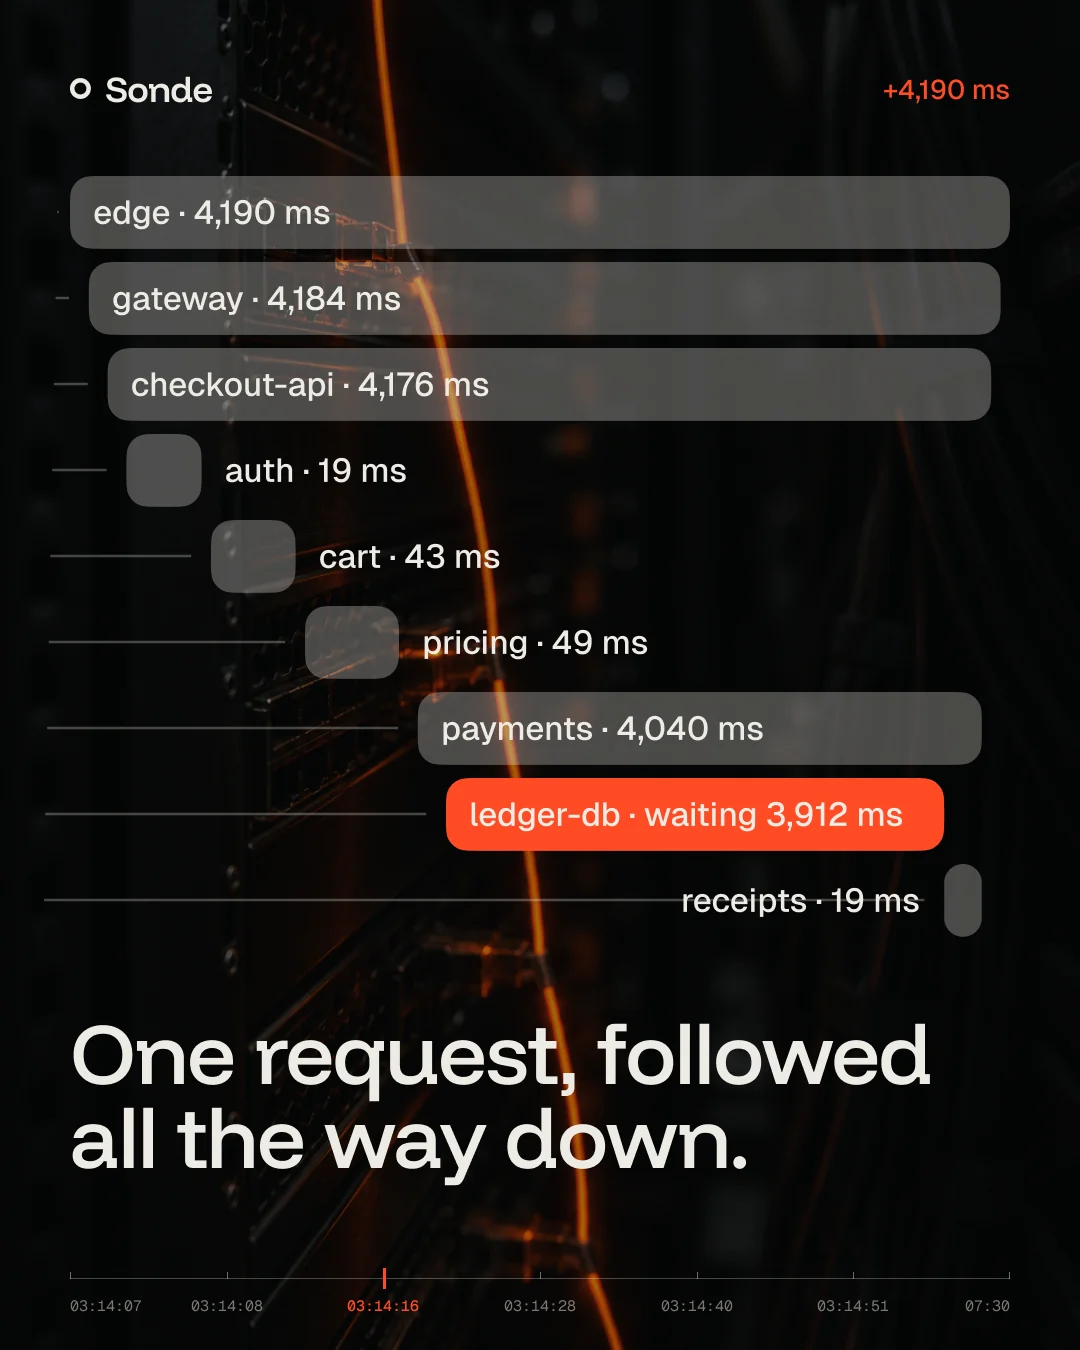 Sonde
+4,190 ms
edge · 4,190 ms
gateway · 4,184 ms
checkout-api · 4,176 ms
auth · 19 ms
cart · 43 ms
pricing · 49 ms
payments · 4,040 ms
ledger-db · waiting 3,912 ms
receipts · 19 ms
One request, followed
all the way down.
03:14:07 03:14:08 03:14:16 03:14:28 03:14:40 03:14:51 07:30